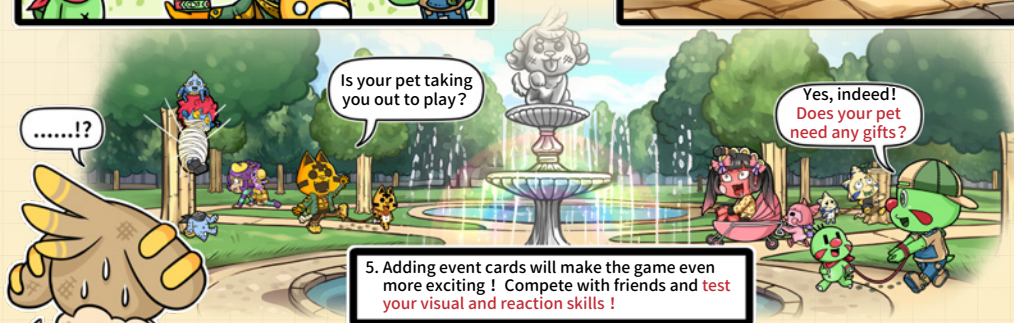 Is your pet taking
you out to play?
Yes, indeed!
Does your pet
need any gifts?
......!?
5. Adding event cards will make the game even
more exciting! Compete with friends and test
your visual and reaction skills!